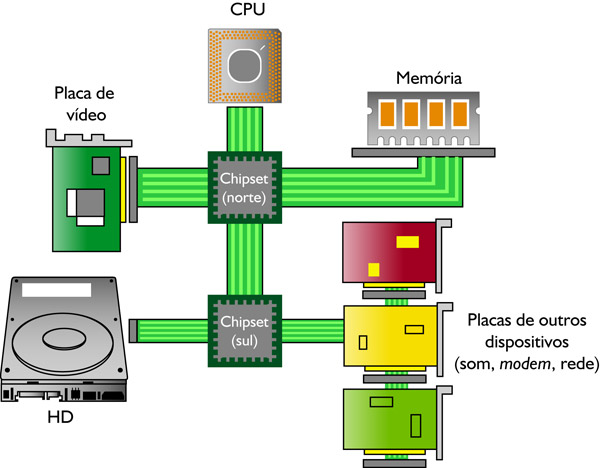 CPU
Placa de
vídeo
Memória
Chipset
(norte)
Chipset
(sul)
Placas de outros
dispositivos
(som, modem, rede)
HD